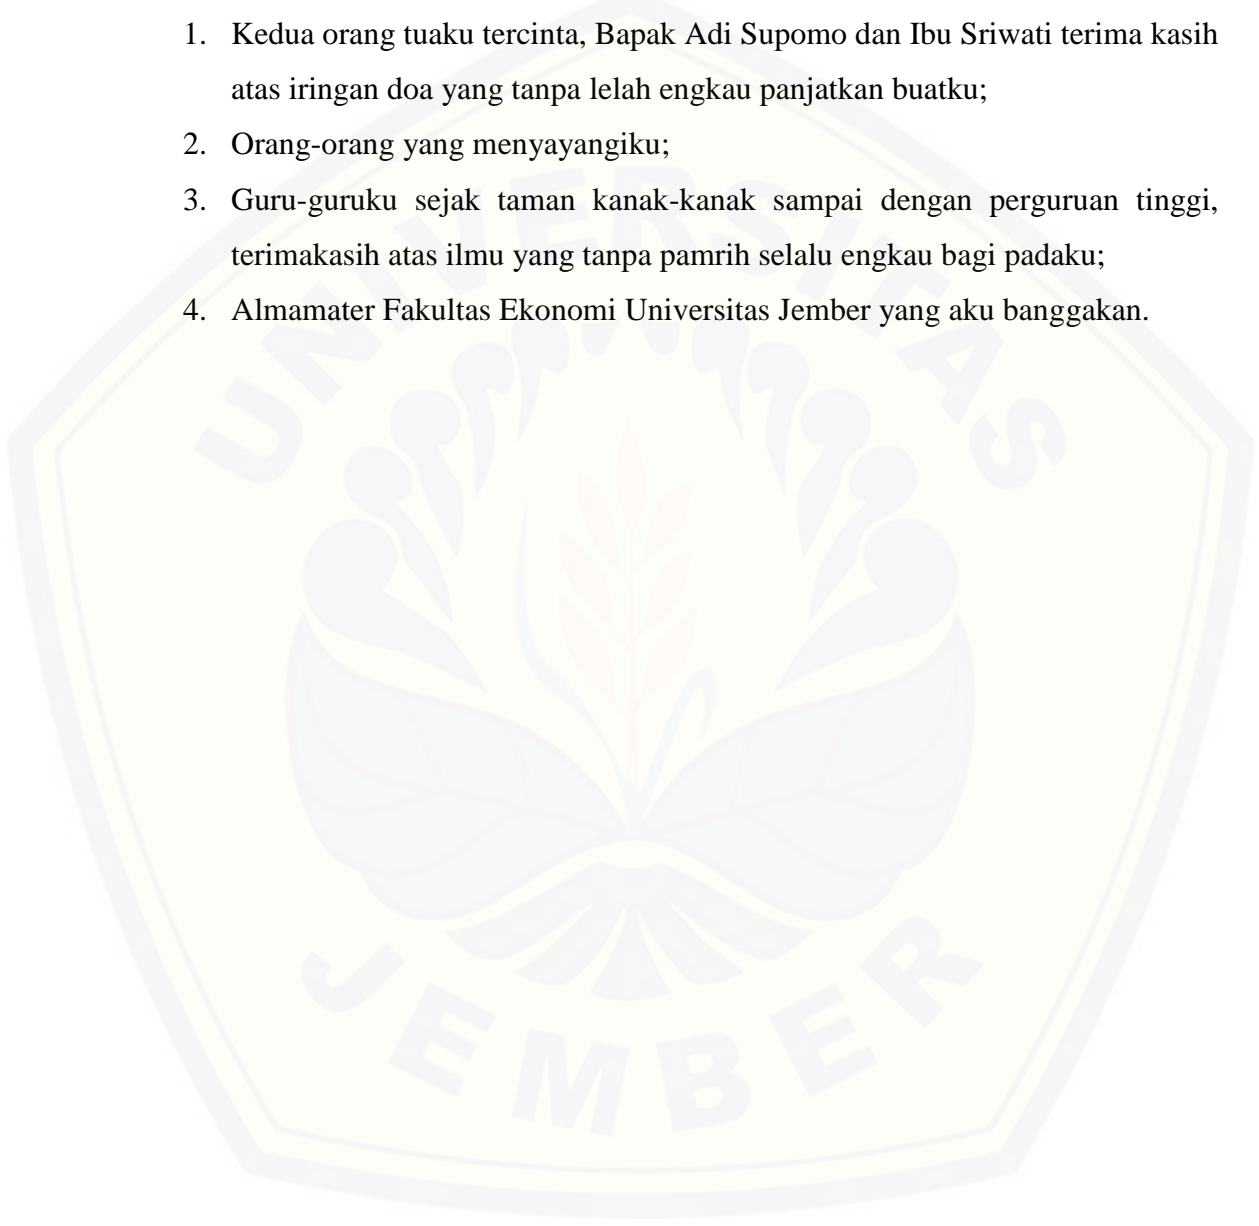 1. Kedua orang tuaku tercinta, Bapak Adi Supomo dan Ibu Sriwati terima kasih
atas iringan doa yang tanpa lelah engkau panjatkan buatku;
2. Orang-orang yang menyayangiku;
3. Guru-guruku sejak taman kanak-kanak sampai dengan perguruan tinggi,
terimakasih atas ilmu yang tanpa pamrih selalu engkau bagi padaku;
4. Almamater Fakultas Ekonomi Universitas Jember yang aku banggakan.
UNIVERSITAS
JEMBER